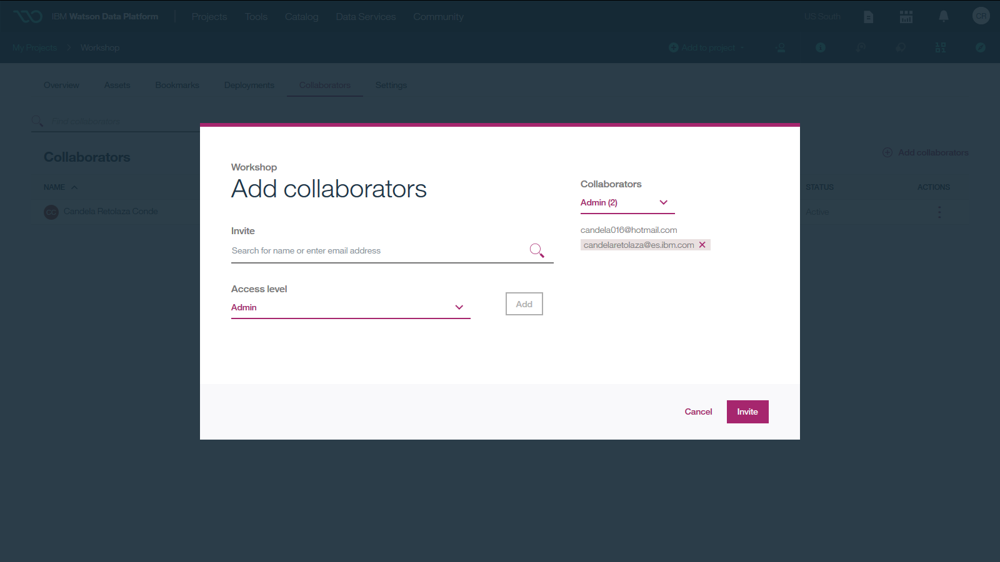 IBM Watson Data Platform
Projects
Tools
Catalog
Data Services
Community
US South
CR
My Projects > Workshop
Add to project
Overview
Assets
Bookmarks
Deployments
Collaborators
Settings
Find collaborators
Collaborators
Add collaborators
NAME
STATUS
ACTIONS
CC
Candela Retolaza Conde
Active
Workshop
Add collaborators
Invite
Search for name or enter email address
Access level
Admin
Add
Collaborators
Admin (2)
candela016@hotmail.com
candelaretolaza@es.ibm.com
Cancel
Invite